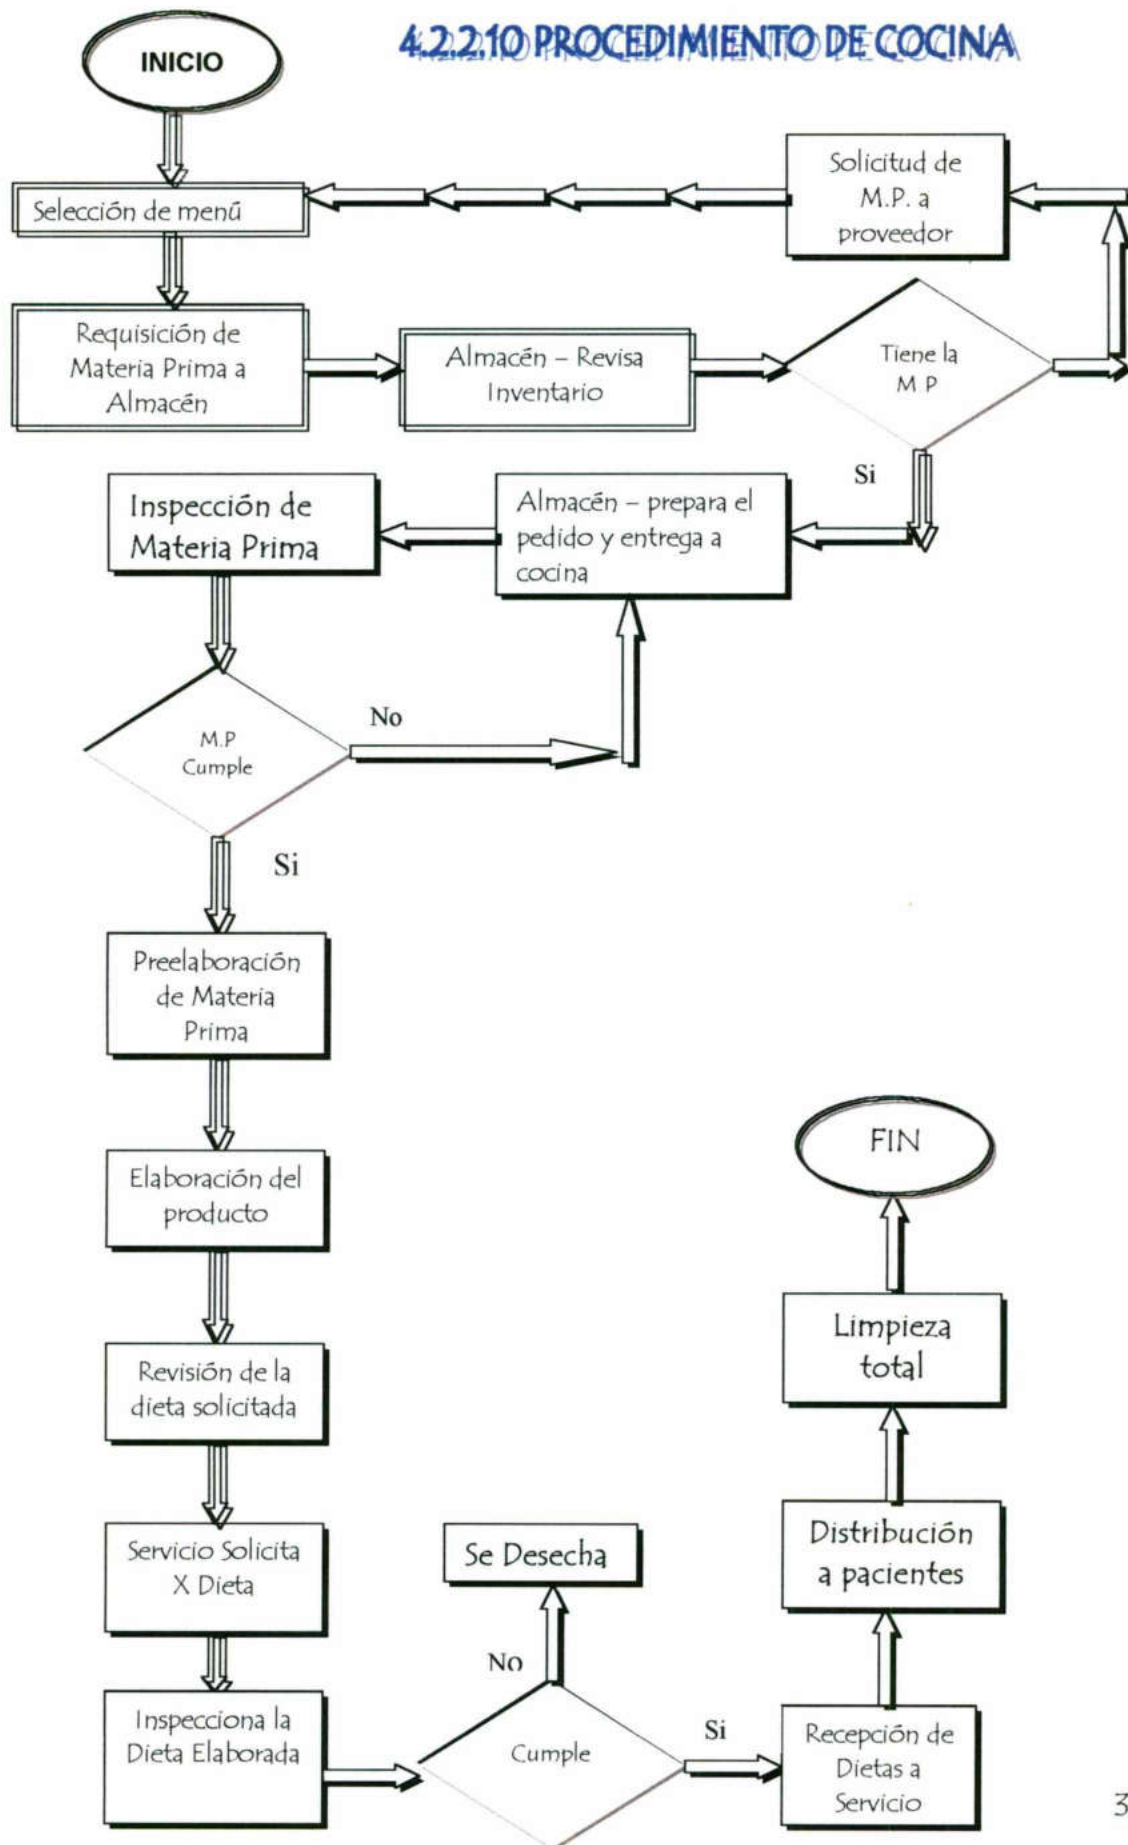 4.2.2.10 PROCEDIMIENTO DE COCINA
INICIO
Selección de menú
Solicitud de
M.P. a
proveedor
Requisición de
Materia Prima a
Almacén
Almacén – Revisa
Inventario
Tiene la
M P
Si
Almacén – prepara el
pedido y entrega a
cocina
Inspección de
Materia Prima
M.P
Cumple
No
Si
Preelaboración
de Materia
Prima
Elaboración del
producto
Revisión de la
dieta solicitada
Servicio Solicita
X Dieta
Inspecciona la
Dieta Elaborada
Cumple
No
Se Desecha
Si
Recepción de
Dietas a
Servicio
Distribución
a pacientes
Limpieza
total
FIN
3